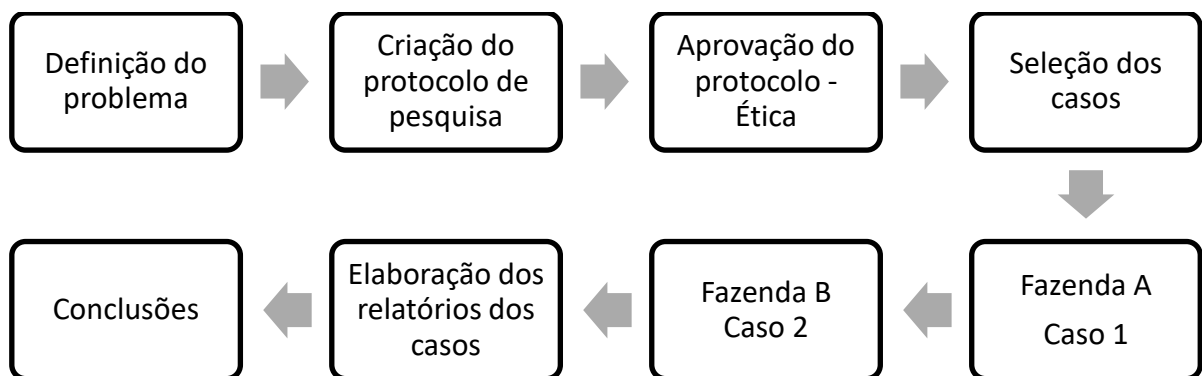 Definição do
problema
Criação do
protocolo de
pesquisa
Aprovação do
protocolo -
Ética
Seleção dos
casos
Fazenda A
Caso 1
Fazenda B
Caso 2
Elaboração dos
relatórios dos
casos
Conclusões